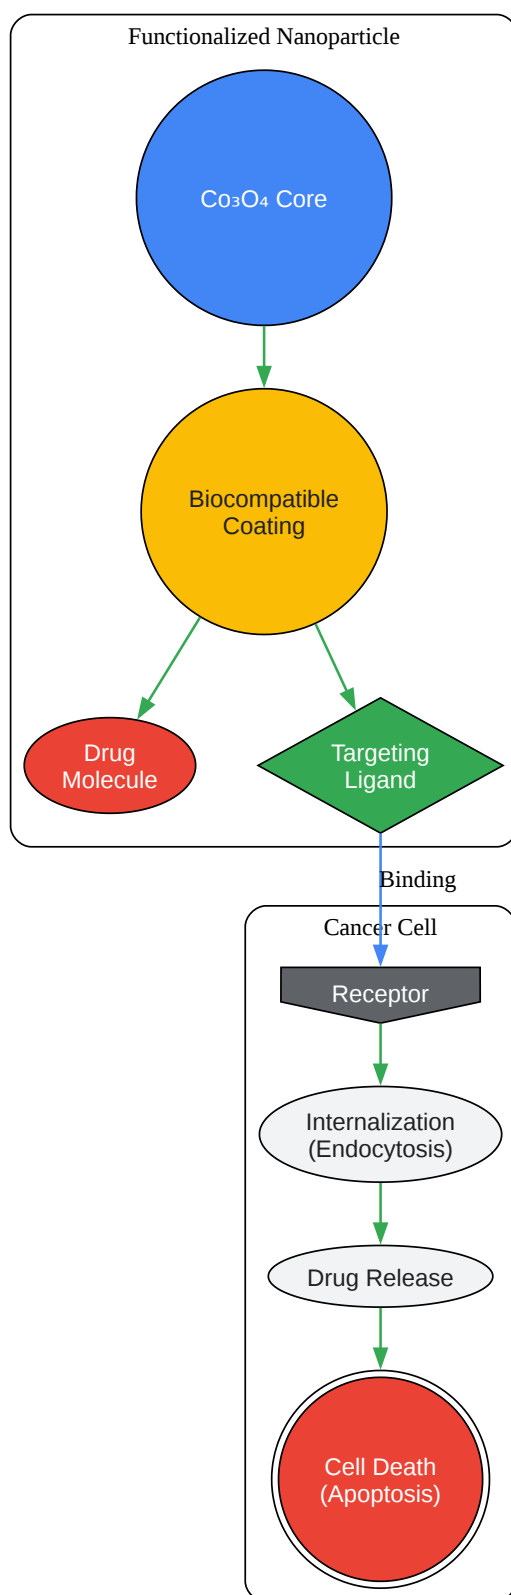 Functionalized Nanoparticle
Co₃O₄ Core
Biocompatible
Coating
Drug
Molecule
Targeting
Ligand
Binding
Cancer Cell
Receptor
Internalization
(Endocytosis)
Drug Release
Cell Death
(Apoptosis)